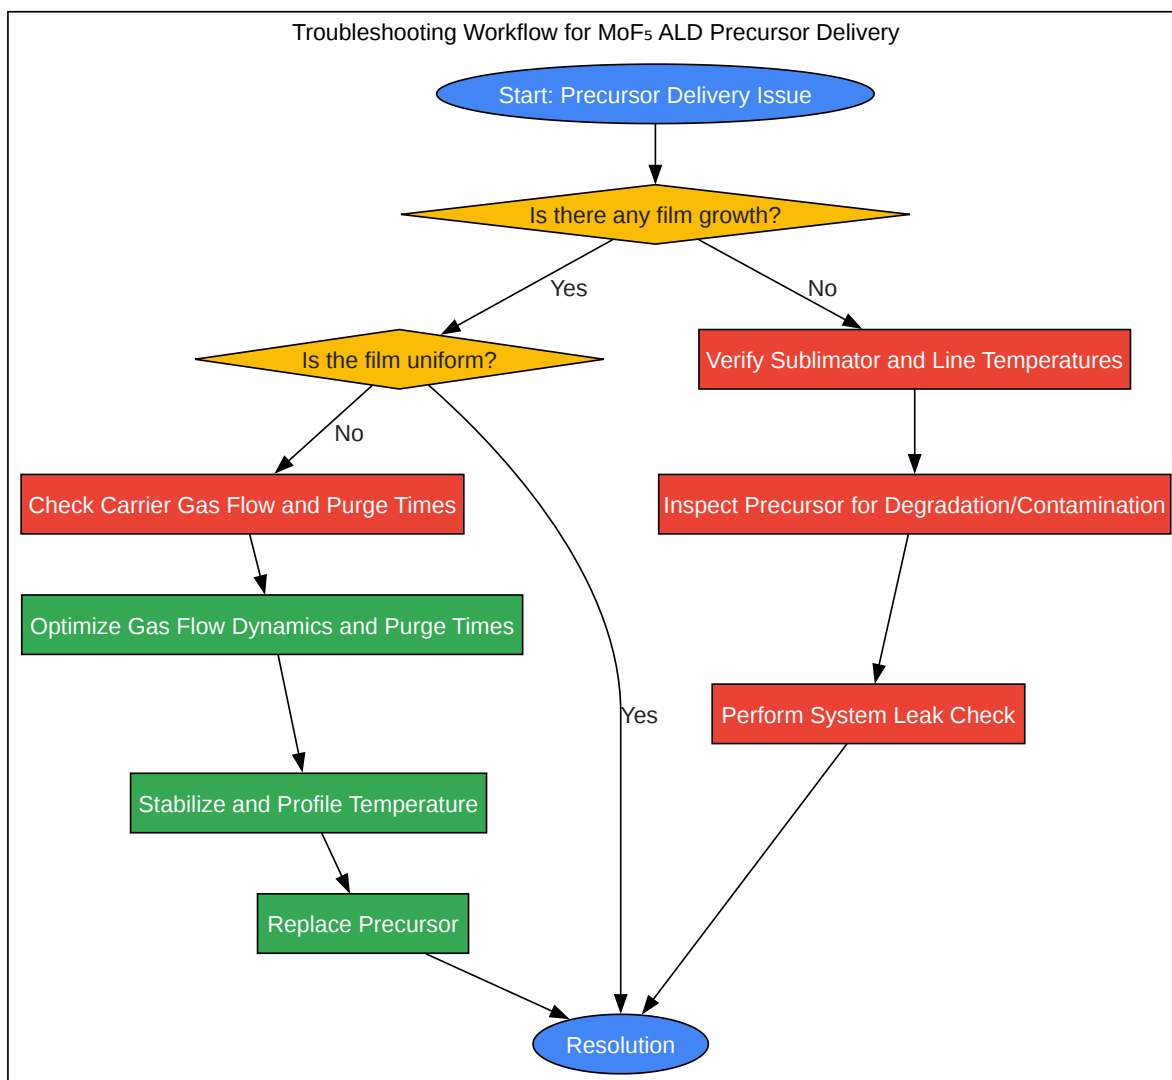 Troubleshooting Workflow for MoF₅ ALD Precursor Delivery
Start: Precursor Delivery Issue
Is there any film growth?
Yes
No
Is the film uniform?
Verify Sublimator and Line Temperatures
No
Check Carrier Gas Flow and Purge Times
Inspect Precursor for Degradation/Contamination
Optimize Gas Flow Dynamics and Purge Times
Yes
Perform System Leak Check
Stabilize and Profile Temperature
Replace Precursor
Resolution